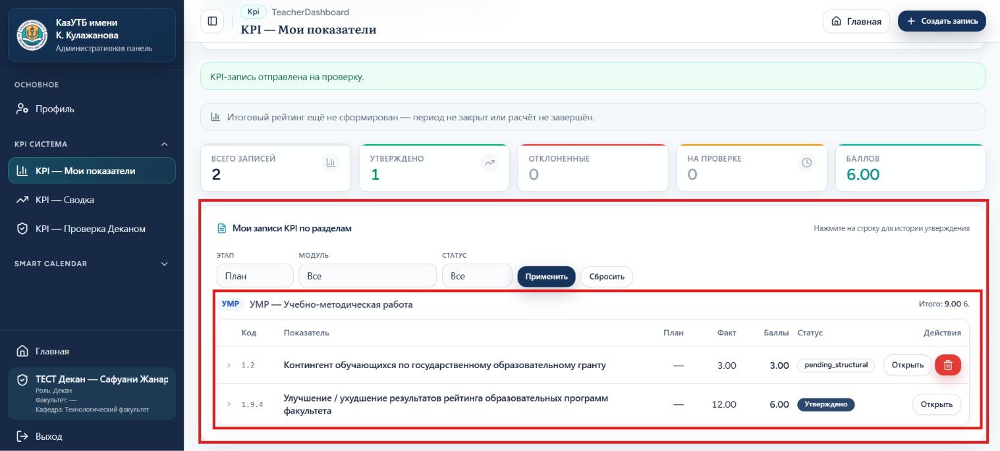 КазУТБ имени
К. Кулажанова
Административная панель
ОСНОВНОЕ
Профиль
KPI СИСТЕМА
KPI — Мои показатели
KPI — Сводка
KPI — Проверка Деканом
SMART CALENDAR
Главная
ТЕСТ Декан — Сафуани Жанар
Роль: Декан
Факультет: —
Кафедра: Технологический факультет
Выход
Kpi TeacherDashboard
KPI — Мои показатели
Главная
Создать запись
KPI-запись отправлена на проверку.
Итоговый рейтинг ещё не сформирован — период не закрыт или расчёт не завершён.
ВСЕГО ЗАПИСЕЙ
2
УТВЕРЖДЕНО
1
ОТКЛОНЕННЫЕ
0
НА ПРОВЕРКЕ
0
БАЛЛОВ
6.00
Мои записи KPI по разделам
Нажмите на строку для истории утверждения
ЭТАП МОДУЛЬ СТАТУС
План Все Все Применить Сбросить
УМР УМР — Учебно-методическая работа Итого: 9.00 б.
Код Показатель План Факт Баллы Статус Действия
1.2 Контингент обучающихся по государственному образовательному гранту — 3.00 3.00 pending_structural Открыть
1.9.4 Улучшение / ухудшение результатов рейтинга образовательных программ
факультета — 12.00 6.00 Утверждено Открыть